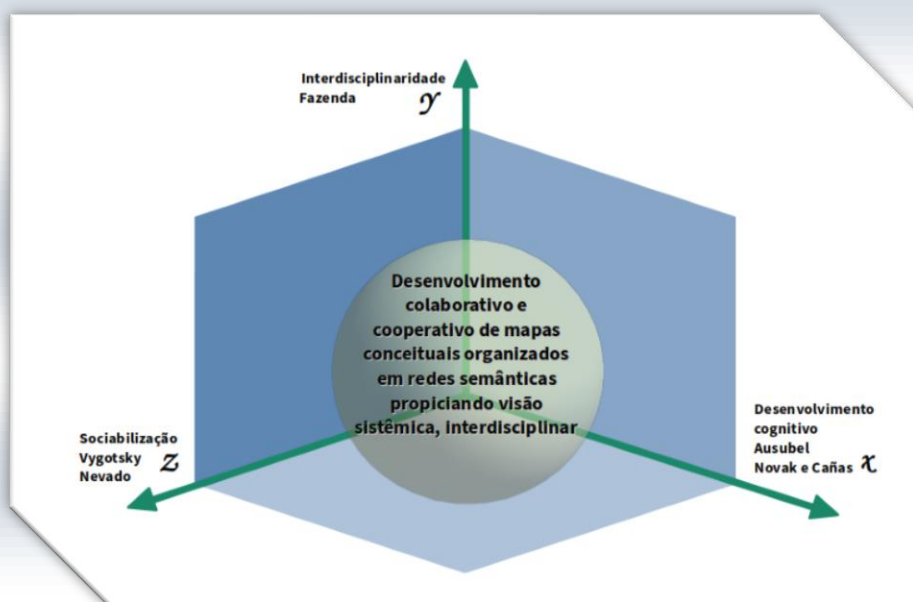 Interdisciplinaridade
Fazenda
y
Desenvolvimento
colaborativo e
cooperativo de mapas
conceituais organizados
em redes semânticas
propiciando visão
sistêmica, interdisciplinar
Sociabilização
Vygotsky
Nevado
z
Desenvolvimento
cognitivo
Ausubel
Novak e Cañas
x